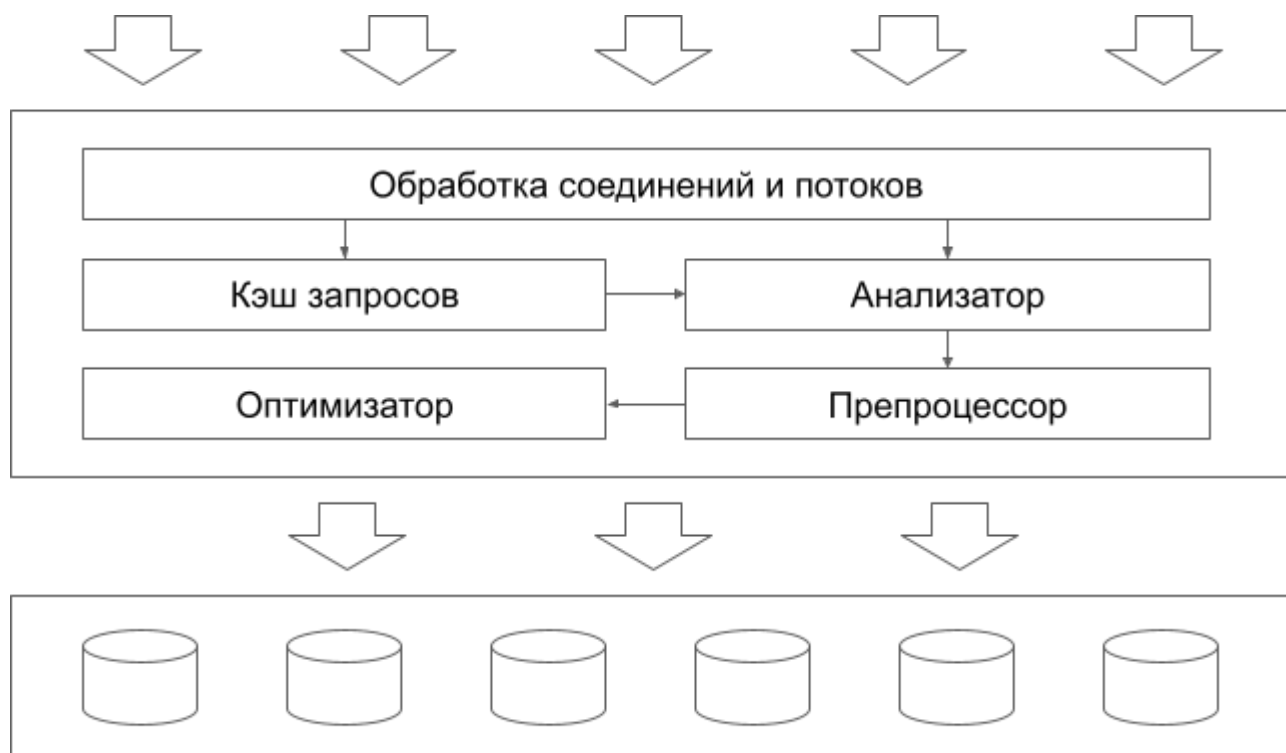 Обработка соединений и потоков
Кэш запросов
Анализатор
Оптимизатор
Препроцессор